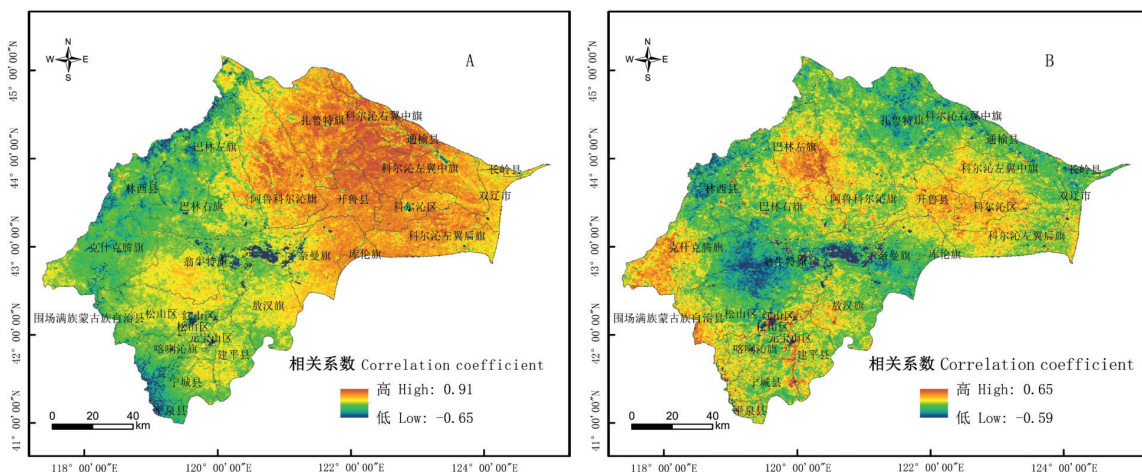 A
N
W E
S
45° 00′00″N
44° 00′00″N
43° 00′00″N
42° 00′00″N
41° 00′00″N
扎鲁特旗
科尔沁右翼中旗
通榆县
巴林左旗
科尔沁左翼中旗
长岭县
林西县
巴林右旗
阿鲁科尔沁旗
开鲁县
科尔沁区
双辽市
科尔沁左翼后旗
克什克腾旗
翁牛特旗
奈曼旗
库伦旗
敖汉旗
围场满族蒙古族自治县
松山区
红山区
松山区
元宝山区
喀喇沁旗
建平县
宁城县
平泉县
相关系数 Correlation coefficient
高 High: 0.91
低 Low: -0.65
0 20 40
km
118° 00′00″E
120° 00′00″E
122° 00′00″E
124° 00′00″E
B
N
W E
S
45° 00′00″N
44° 00′00″N
43° 00′00″N
42° 00′00″N
41° 00′00″N
扎鲁特旗
科尔沁右翼中旗
通榆县
巴林左旗
科尔沁左翼中旗
长岭县
林西县
巴林右旗
阿鲁科尔沁旗
开鲁县
科尔沁区
双辽市
科尔沁左翼后旗
克什克腾旗
翁牛特旗
奈曼旗
库伦旗
敖汉旗
围场满族蒙古族自治县
松山区
红山区
松山区
元宝山区
喀喇沁旗
建平县
宁城县
平泉县
相关系数 Correlation coefficient
高 High: 0.65
低 Low: -0.59
0 20 40
km
118° 00′00″E
120° 00′00″E
122° 00′00″E
124° 00′00″E